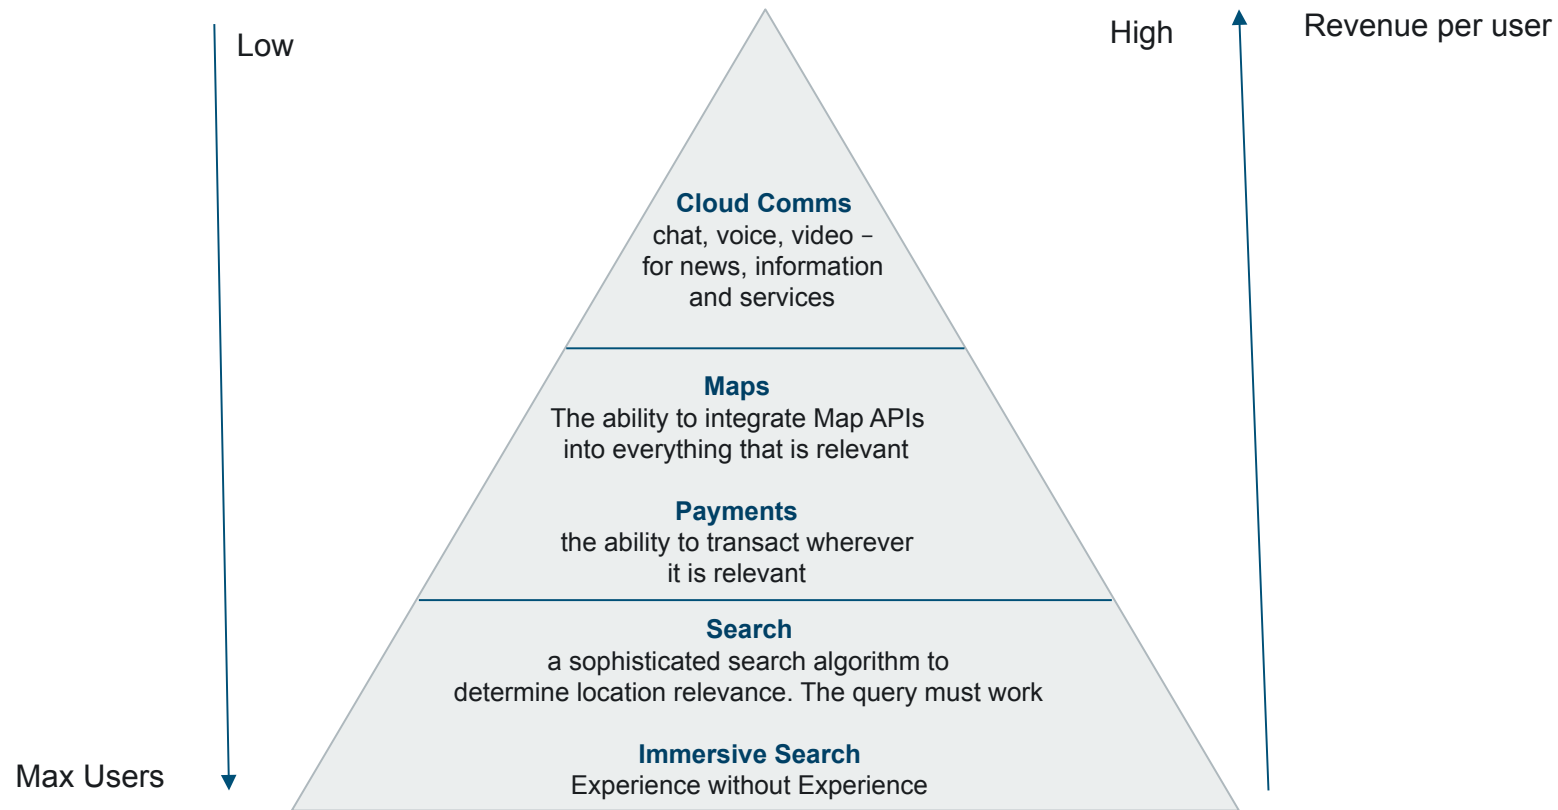 Low
High
Revenue per user
Cloud Comms
chat, voice, video –
for news, information
and services
Maps
The ability to integrate Map APIs
into everything that is relevant
Payments
the ability to transact wherever
it is relevant
Search
a sophisticated search algorithm to
determine location relevance. The query must work
Immersive Search
Experience without Experience
Max Users